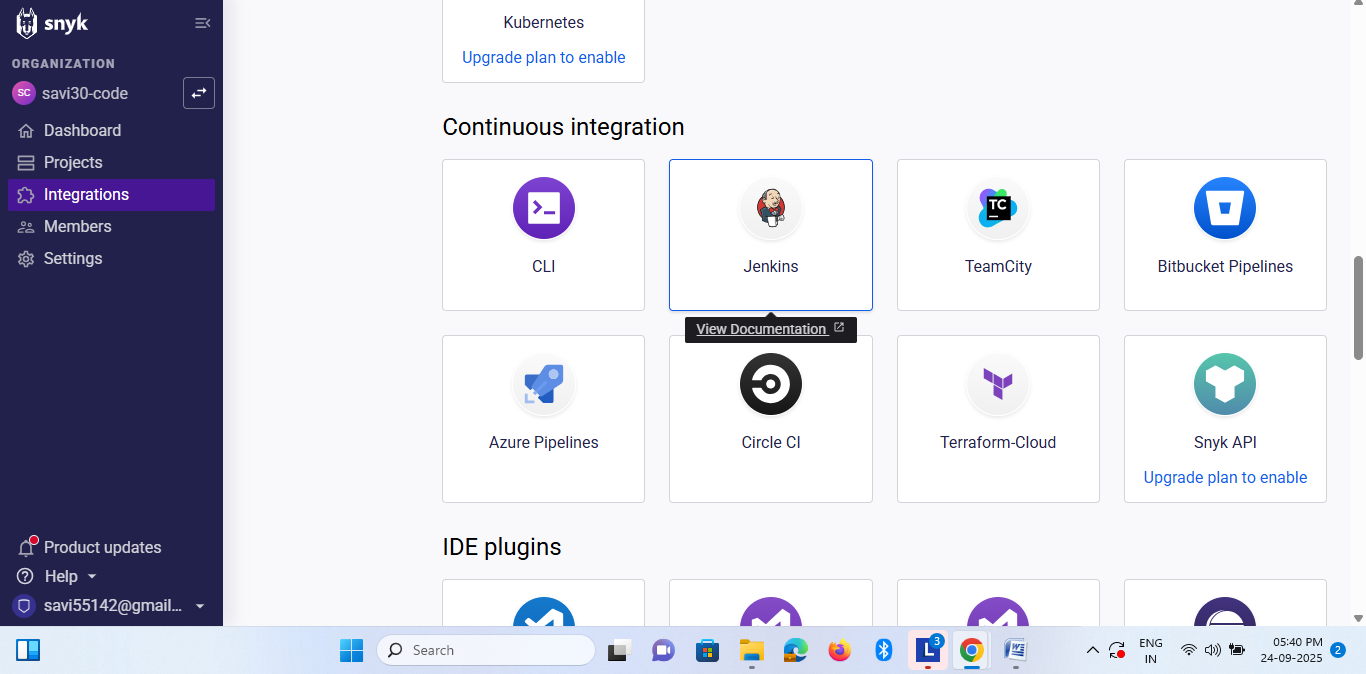 snyk
ORGANIZATION
SC savi30-code
Dashboard
Projects
Integrations
Members
Settings
Product updates
Help
savi55142@gmail...
Kubernetes
Upgrade plan to enable
Continuous integration
CLI
Jenkins
TC
TeamCity
Bitbucket Pipelines
View Documentation
Azure Pipelines
Circle CI
Terraform-Cloud
Snyk API
Upgrade plan to enable
IDE plugins
Search
L 3
W
ENG
IN
05:40 PM
24-09-2025
2